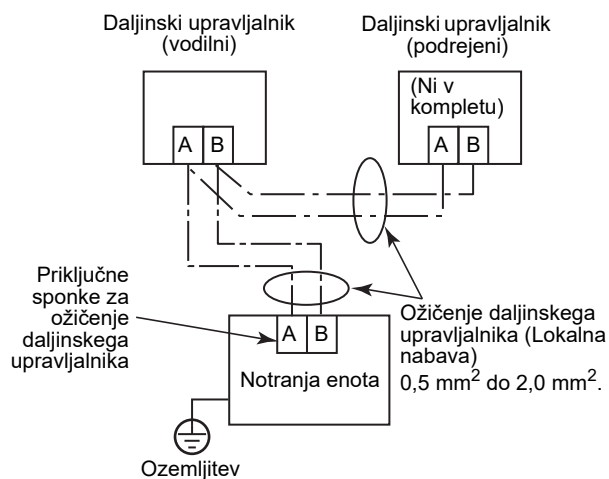 Daljinski upravljalnik
(vodilni)
Daljinski upravljalnik
(podrejeni)
(Ni v
kompletu)
A B
A B
Priključne
sponke za
ožičenje
daljinskega
upravljalnika
A B
Notranja enota
Ožičenje daljinskega
upravljalnika (Lokalna
nabava)
0,5 mm² do 2,0 mm².
Ozemljitev